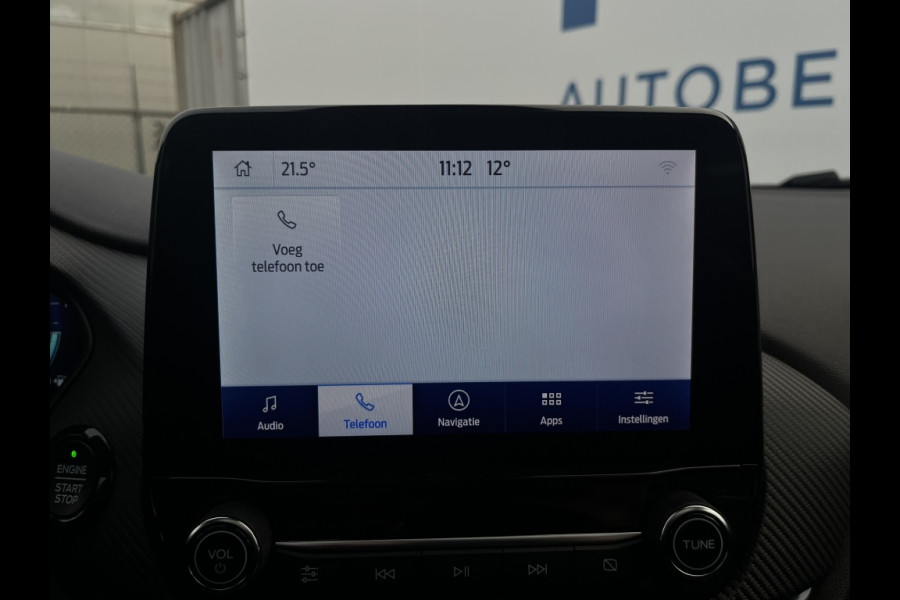 AUTOBE
21.5° 11:12 12°
Voeg
telefoon toe
Audio Telefoon Navigatie Apps Instellingen
ENGINE
START
STOP
VOL
TUNE